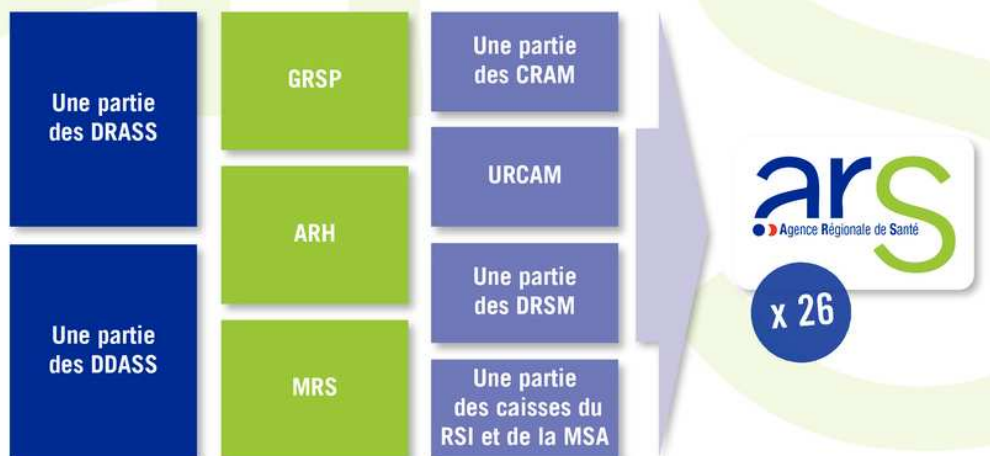 Une partie
des DRASS
Une partie
des DDASS
GRSP
ARH
MRS
Une partie
des CRAM
URCAM
Une partie
des DRSM
Une partie
des caisses du
RSI et de la MSA
ars
Agence Régionale de Santé
x 26